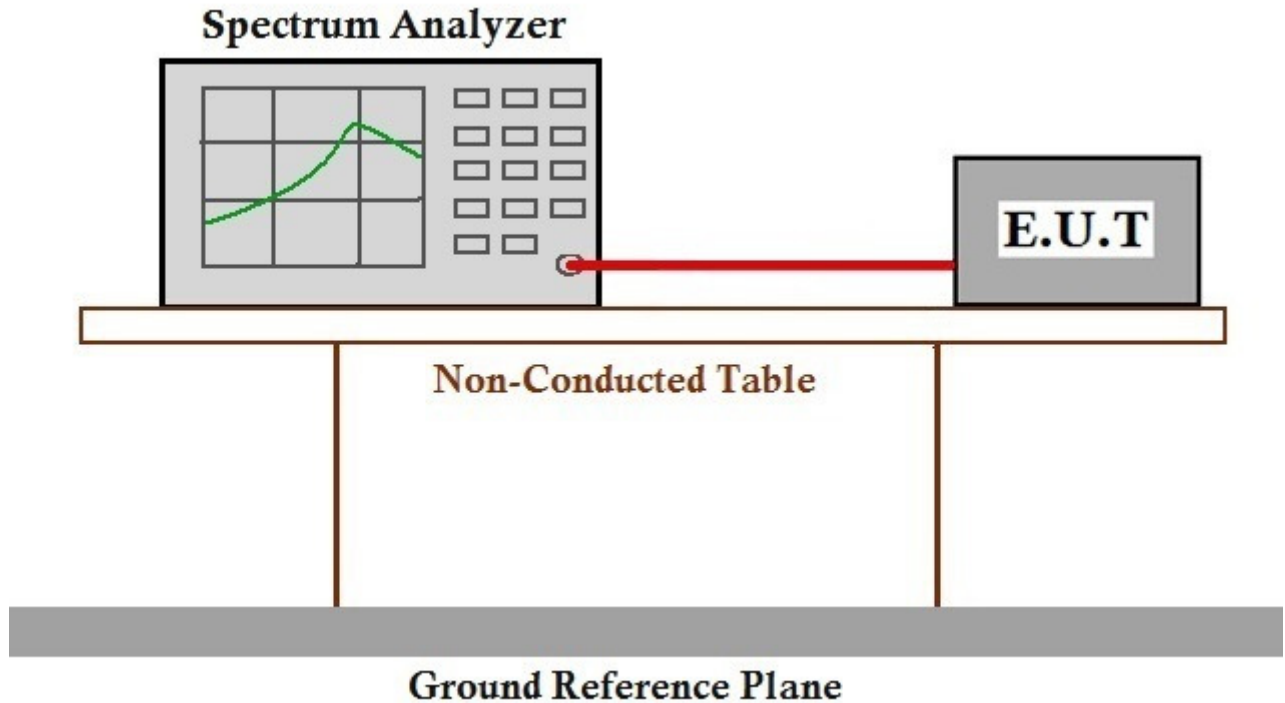 Spectrum Analyzer
E.U.T
Non-Conducted Table
Ground Reference Plane